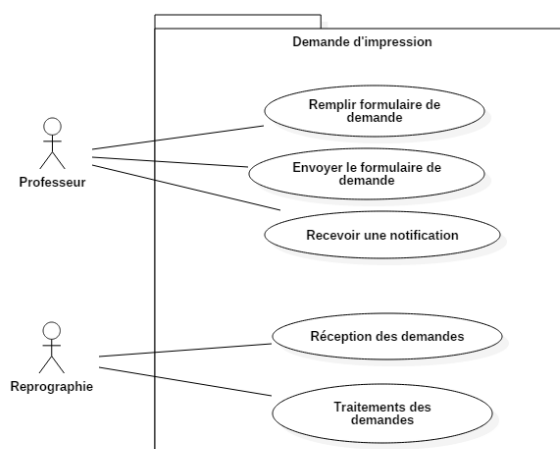 Demande d'impression
Remplir formulaire de
demande
Envoyer le formulaire de
demande
Professeur
Recevoir une notification
Réception des demandes
Reprographie
Traitements des
demandes